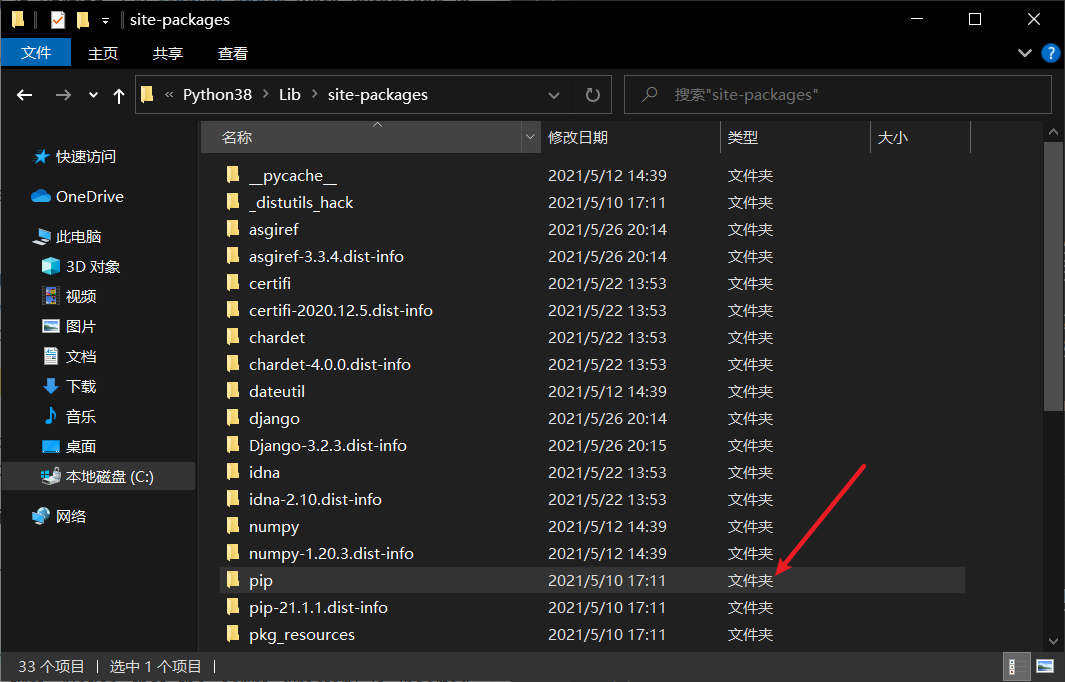 site-packages
文件 主页 共享 查看
« Python38 > Lib > site-packages 搜索"site-packages"
名称 修改日期 类型 大小
快速访问
OneDrive
此电脑
3D 对象
视频
图片
文档
下载
音乐
桌面
本地磁盘 (C:)
网络
__pycache__ 2021/5/12 14:39 文件夹
_distutils_hack 2021/5/10 17:11 文件夹
asgiref 2021/5/26 20:14 文件夹
asgiref-3.3.4.dist-info 2021/5/26 20:14 文件夹
certifi 2021/5/22 13:53 文件夹
certifi-2020.12.5.dist-info 2021/5/22 13:53 文件夹
chardet 2021/5/22 13:53 文件夹
chardet-4.0.0.dist-info 2021/5/22 13:53 文件夹
dateutil 2021/5/12 14:39 文件夹
django 2021/5/26 20:14 文件夹
Django-3.2.3.dist-info 2021/5/26 20:15 文件夹
idna 2021/5/22 13:53 文件夹
idna-2.10.dist-info 2021/5/22 13:53 文件夹
numpy 2021/5/12 14:39 文件夹
numpy-1.20.3.dist-info 2021/5/12 14:39 文件夹
pip 2021/5/10 17:11 文件夹
pip-21.1.1.dist-info 2021/5/10 17:11 文件夹
pkg_resources 2021/5/10 17:11 文件夹
33 个项目 | 选中 1 个项目 |